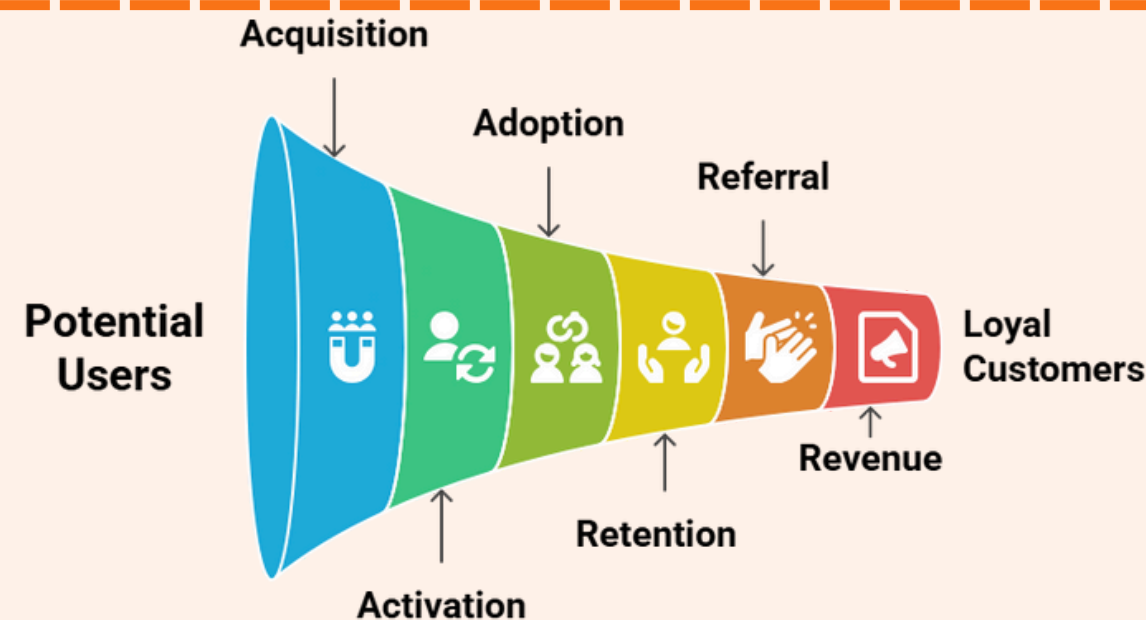 Acquisition
Adoption
Referral
Potential
Users
Loyal
Customers
Revenue
Retention
Activation